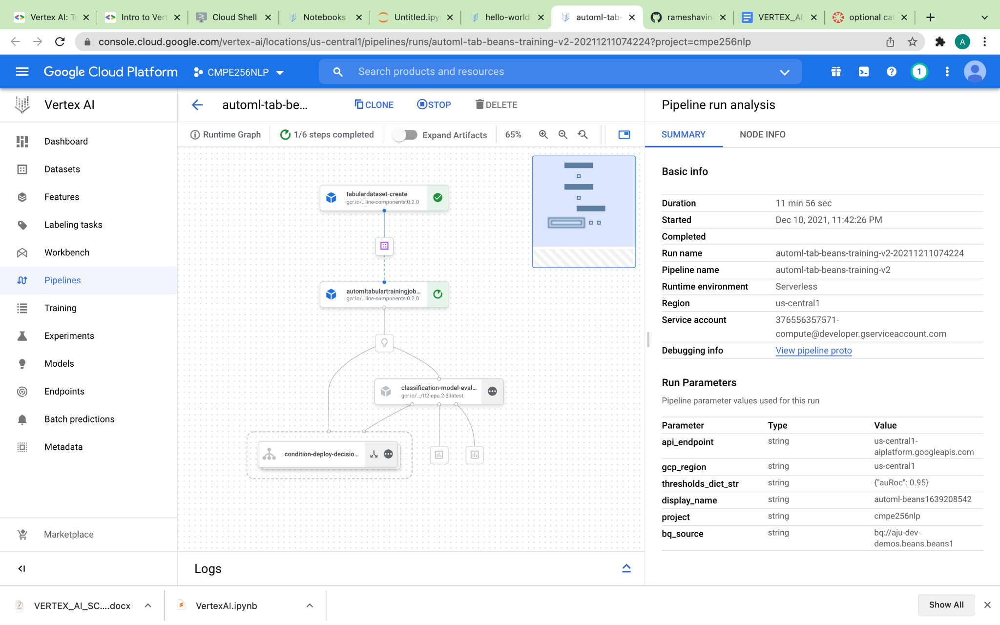 Vertex AI: T
Intro to Vert
Cloud Shell
Notebooks
Untitled.ipy
hello-world-
automl-tab-
rameshavin
VERTEX_AI_
optional cat
console.cloud.google.com/vertex-ai/locations/us-central1/pipelines/runs/automl-tab-beans-training-v2-20211211074224?project=cmpe256nlp
A
Google Cloud Platform
CMPE256NLP
Search products and resources
1
Vertex AI
automl-tab-be...
CLONE
STOP
DELETE
Pipeline run analysis
Runtime Graph
1/6 steps completed
Expand Artifacts
65%
SUMMARY
NODE INFO
Dashboard
Datasets
Features
Labeling tasks
Workbench
Pipelines
Training
Experiments
Models
Endpoints
Batch predictions
Metadata
Marketplace
tabulardataset-create
gcr.io/...line-components:0.2.0
automltabulartrainingjob...
gcr.io/...line-components:0.2.0
classification-model-eval...
gcr.io/.../tf2-cpu.2-3:latest
condition-deploy-decisio...
Basic info
Duration 11 min 56 sec
Started Dec 10, 2021, 11:42:26 PM
Completed
Run name automl-tab-beans-training-v2-20211211074224
Pipeline name automl-tab-beans-training-v2
Runtime environment Serverless
Region us-central1
Service account 376556357571-
compute@developer.gserviceaccount.com
Debugging info View pipeline proto
Run Parameters
Pipeline parameter values used for this run
Parameter Type Value
api_endpoint string us-central1-
aiplatform.googleapis.com
gcp_region string us-central1
thresholds_dict_str string {"auRoc": 0.95}
display_name string automl-beans1639208542
project string cmpe256nlp
bq_source string bq://aju-dev-
demos.beans.beans1
Logs
VERTEX_AI_SC....docx
VertexAI.ipynb
Show All